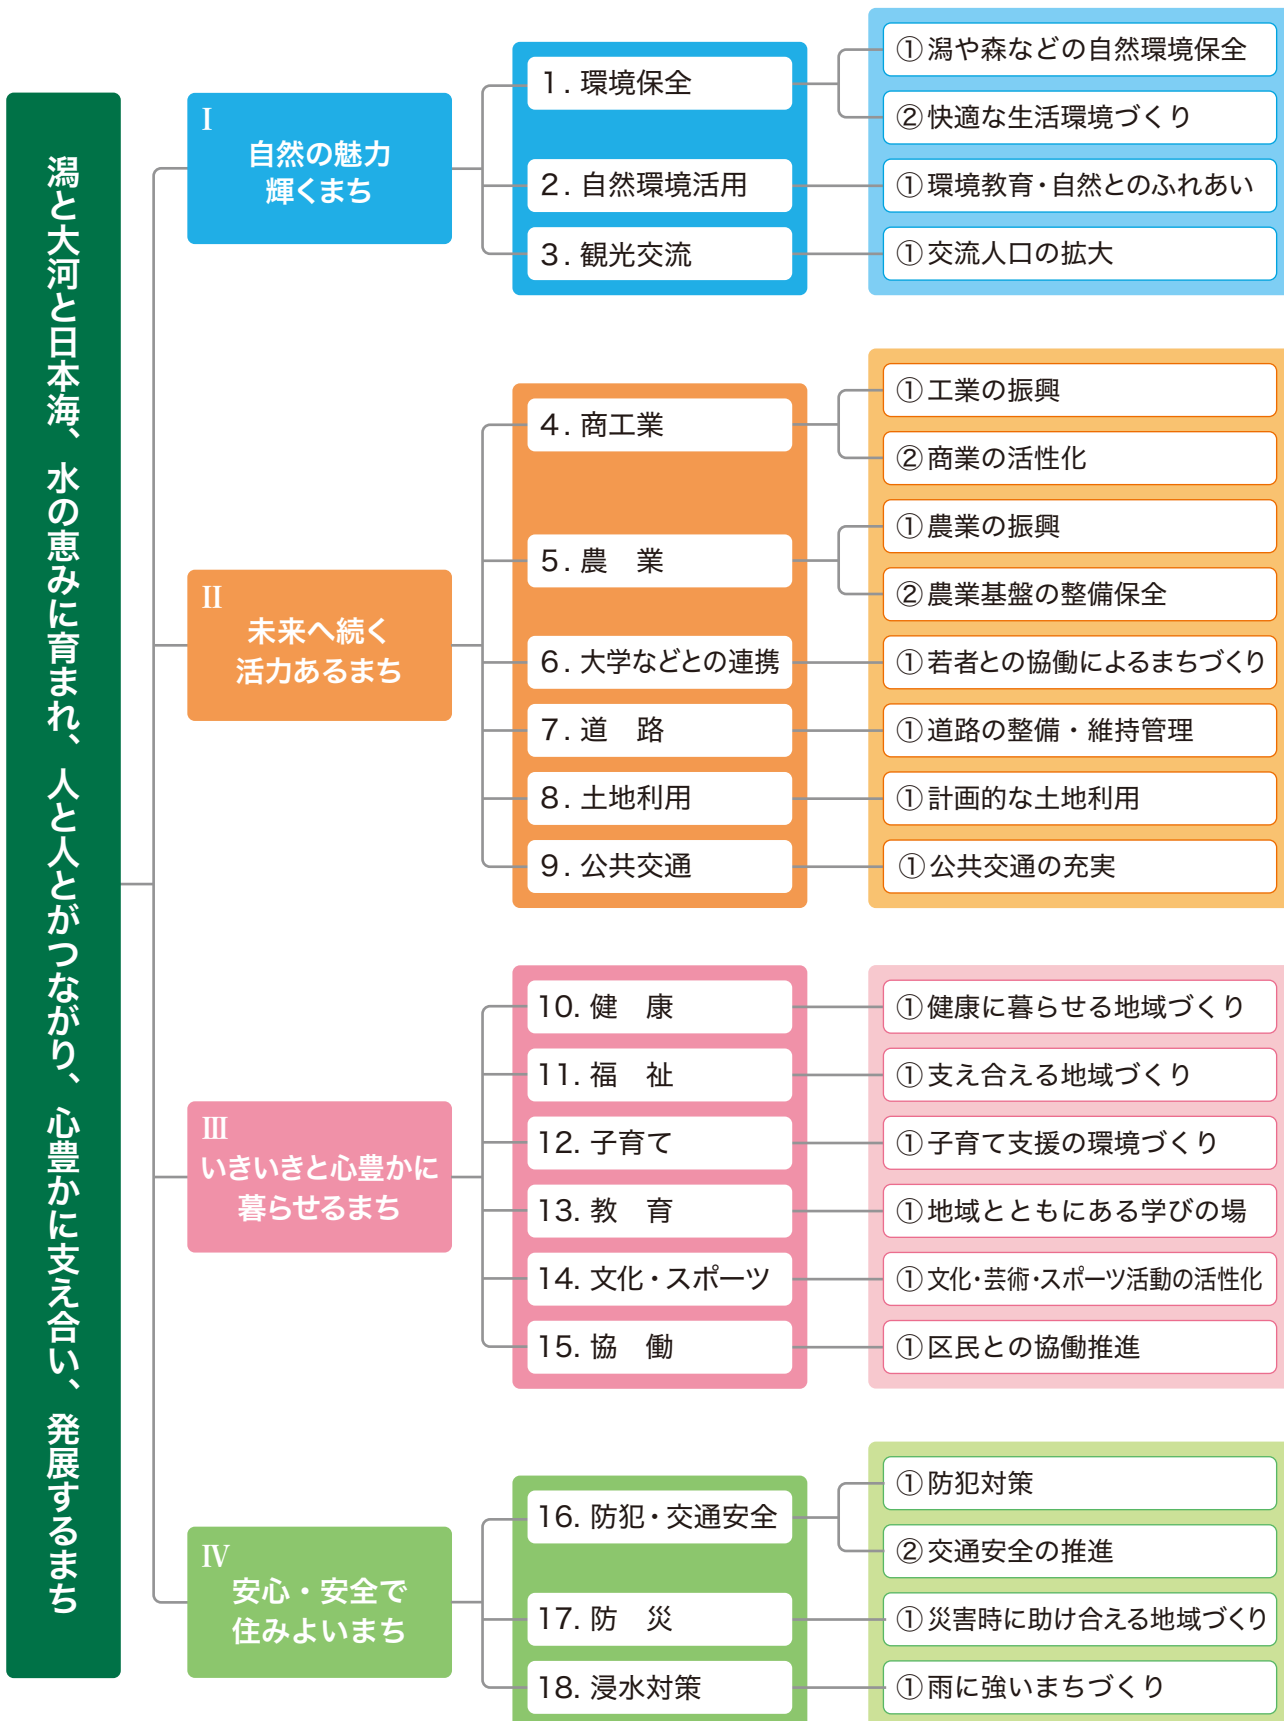 潟と大河と日本海、水の恵みに育まれ、人と人とがつながり、心豊かに支え合い、発展するまち
Ⅰ
自然の魅力
輝くまち
1. 環境保全
①潟や森などの自然環境保全
②快適な生活環境づくり
2. 自然環境活用
①環境教育・自然とのふれあい
3. 観光交流
①交流人口の拡大
Ⅱ
未来へ続く
活力あるまち
4. 商工業
①工業の振興
②商業の活性化
5. 農　業
①農業の振興
②農業基盤の整備保全
6. 大学などとの連携
①若者との協働によるまちづくり
7. 道　路
①道路の整備・維持管理
8. 土地利用
①計画的な土地利用
9. 公共交通
①公共交通の充実
Ⅲ
いきいきと心豊かに
暮らせるまち
10. 健　康
①健康に暮らせる地域づくり
11. 福　祉
①支え合える地域づくり
12. 子育て
①子育て支援の環境づくり
13. 教　育
①地域とともにある学びの場
14. 文化・スポーツ
①文化・芸術・スポーツ活動の活性化
15. 協　働
①区民との協働推進
Ⅳ
安心・安全で
住みよいまち
16. 防犯・交通安全
①防犯対策
②交通安全の推進
17. 防　災
①災害時に助け合える地域づくり
18. 浸水対策
①雨に強いまちづくり